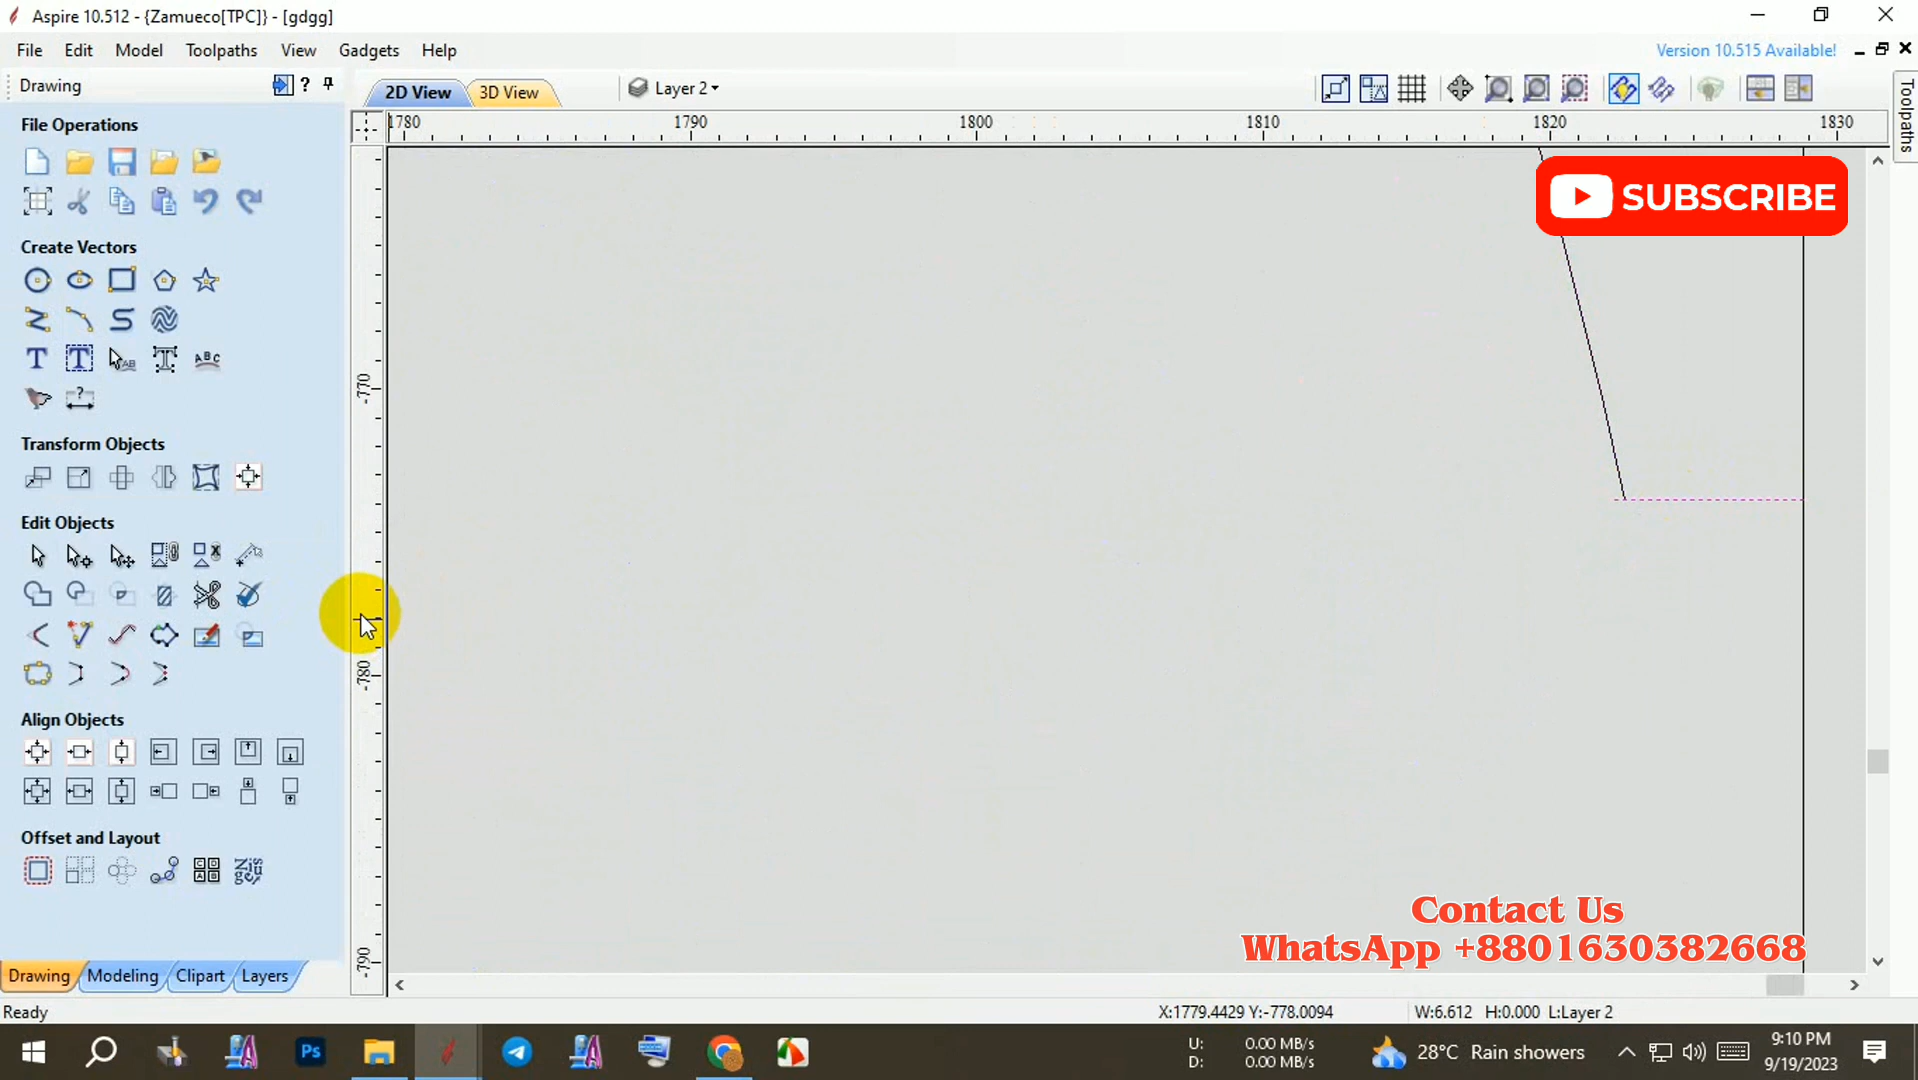 Aspire 10.512 - {Zamueco[TPC]} - [gdgg]
File Edit Model Toolpaths View Gadgets Help
Version 10.515 Available!
Drawing
2D View 3D View
Layer 2
Toolpaths
File Operations
1780 1790 1800 1810 1820 1830
SUBSCRIBE
Create Vectors
-770
Transform Objects
Edit Objects
-780
Align Objects
Offset and Layout
Contact Us
WhatsApp +8801630382668
-790
Drawing Modeling Clipart Layers
Ready
X:1779.4429 Y:-778.0094
W:6.612 H:0.000 L:Layer 2
U: 0.00 MB/s
D: 0.00 MB/s
28°C Rain showers
9:10 PM
9/19/2023